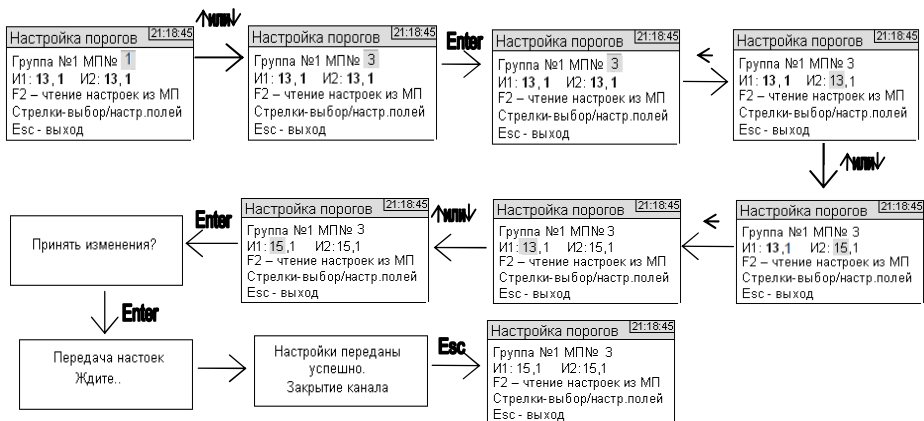 ↑или↓
Настройка порогов 21:18:45
Группа №1 МП№ 1
И1: 13,1 И2: 13,1
F2 – чтение настроек из МП
Стрелки-выбор/настр.полей
Esc - выход
Настройка порогов 21:18:45
Группа №1 МП№ 3
И1: 13,1 И2: 13,1
F2 – чтение настроек из МП
Стрелки-выбор/настр.полей
Esc - выход
Enter
Настройка порогов 21:18:45
Группа №1 МП№ 3
И1: 13,1 И2: 13,1
F2 – чтение настроек из МП
Стрелки-выбор/настр.полей
Esc - выход
←
Настройка порогов 21:18:45
Группа №1 МП№ 3
И1: 13,1 И2: 13,1
F2 – чтение настроек из МП
Стрелки-выбор/настр.полей
Esc - выход
↑или↓
Настройка порогов 21:18:45
Группа №1 МП№ 3
И1: 13,1 И2: 15,1
F2 – чтение настроек из МП
Стрелки-выбор/настр.полей
Esc - выход
←
Настройка порогов 21:18:45
Группа №1 МП№ 3
И1: 13,1 И2:15,1
F2 – чтение настроек из МП
Стрелки-выбор/настр.полей
Esc - выход
↑или↓
Настройка порогов 21:18:45
Группа №1 МП№ 3
И1: 15,1 И2:15,1
F2 – чтение настроек из МП
Стрелки-выбор/настр.полей
Esc - выход
Enter
Принять изменения?
Enter
Передача настоек
Ждите..
Настройки переданы
успешно.
Закрытие канала
Esc
Настройка порогов 21:18:45
Группа №1 МП№ 3
И1: 15,1 И2:15,1
F2 – чтение настроек из МП
Стрелки-выбор/настр.полей
Esc - выход